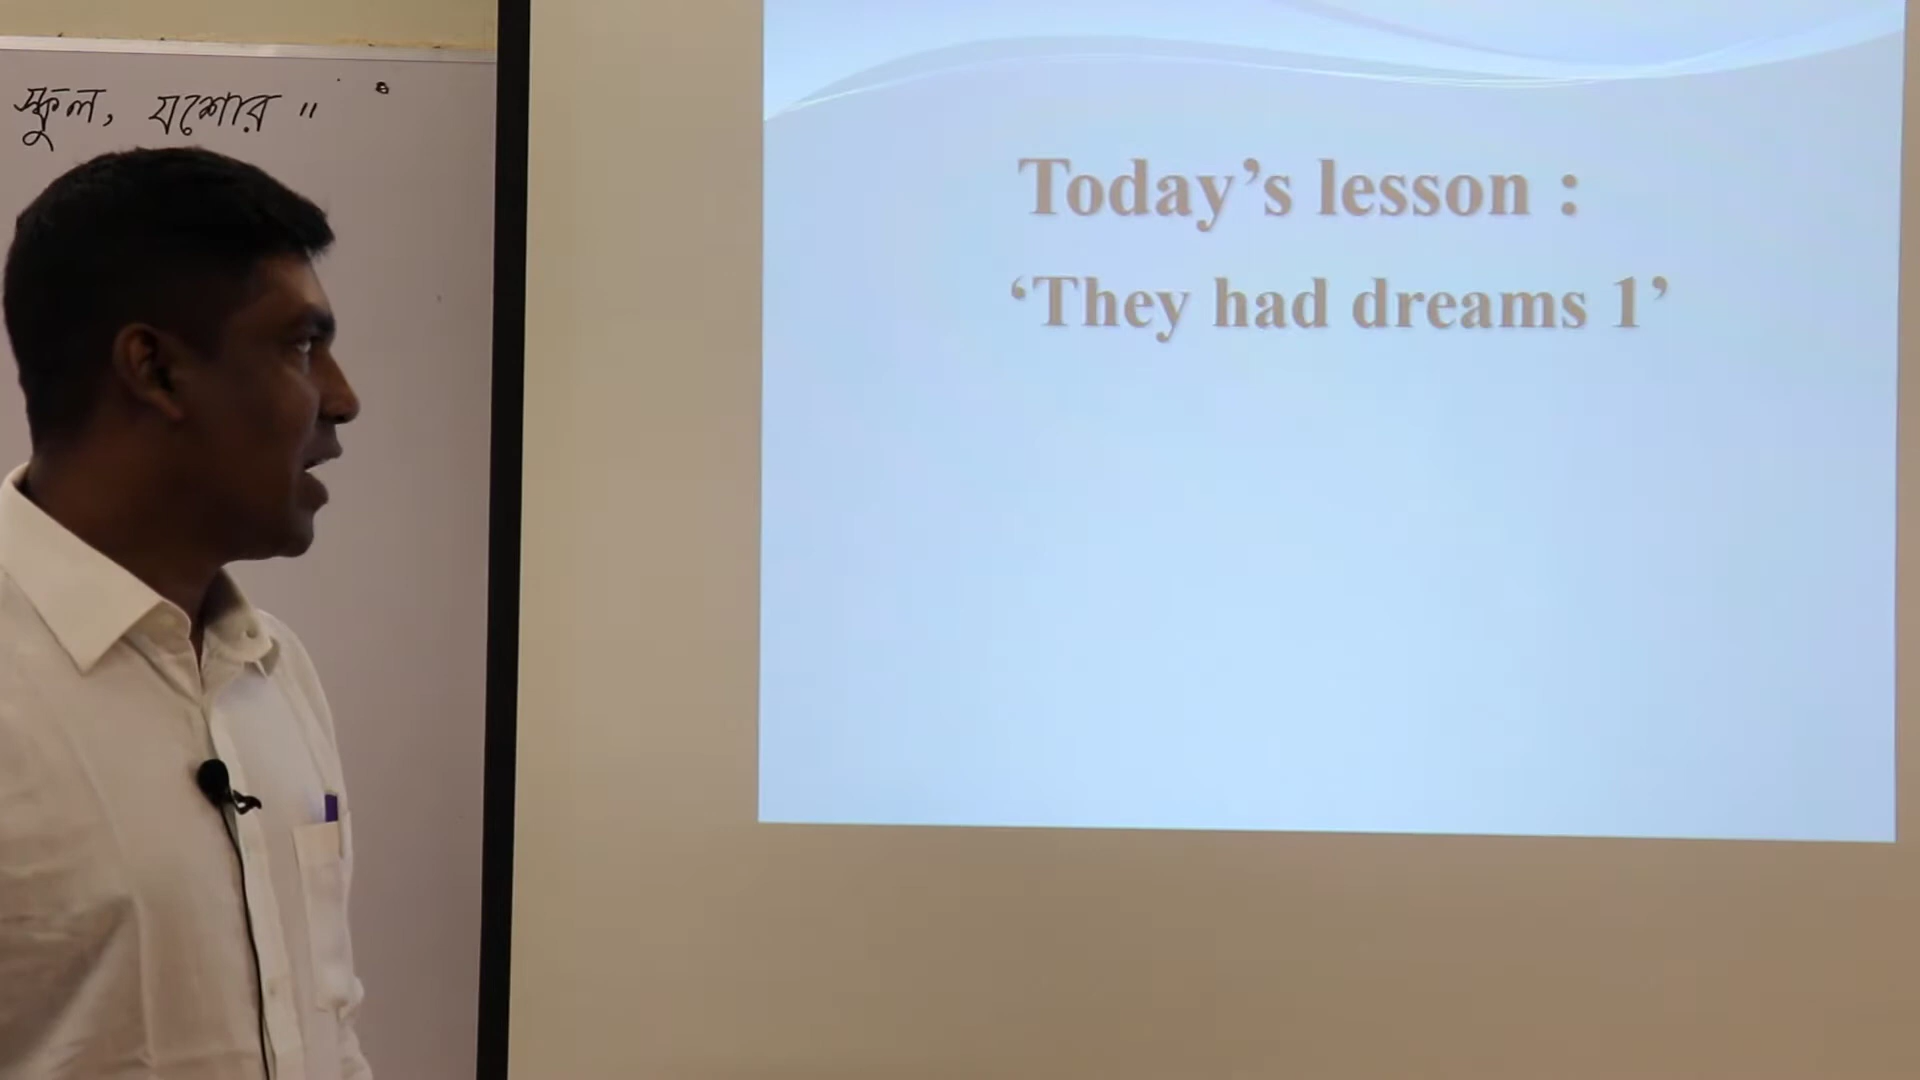 স্কুল, যশোর "
Today’s lesson :
‘They had dreams 1’